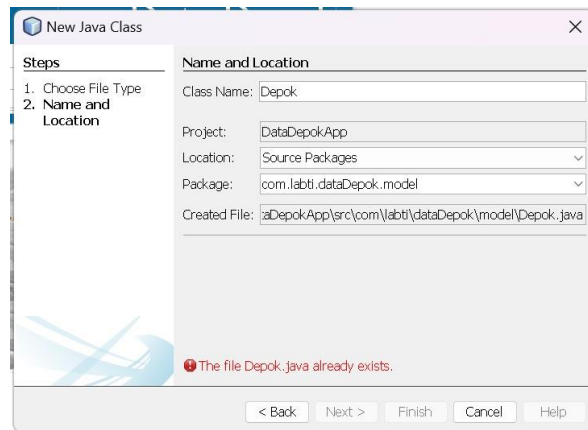 New Java Class
Steps
1. Choose File Type
2. Name and
Location
Name and Location
Class Name: Depok
Project: DataDepokApp
Location: Source Packages
Package: com.labti.dataDepok.model
Created File: aDepokApp\src\com\labti\dataDepok\model\Depok.java
The file Depok.java already exists.
< Back Next > Finish Cancel Help